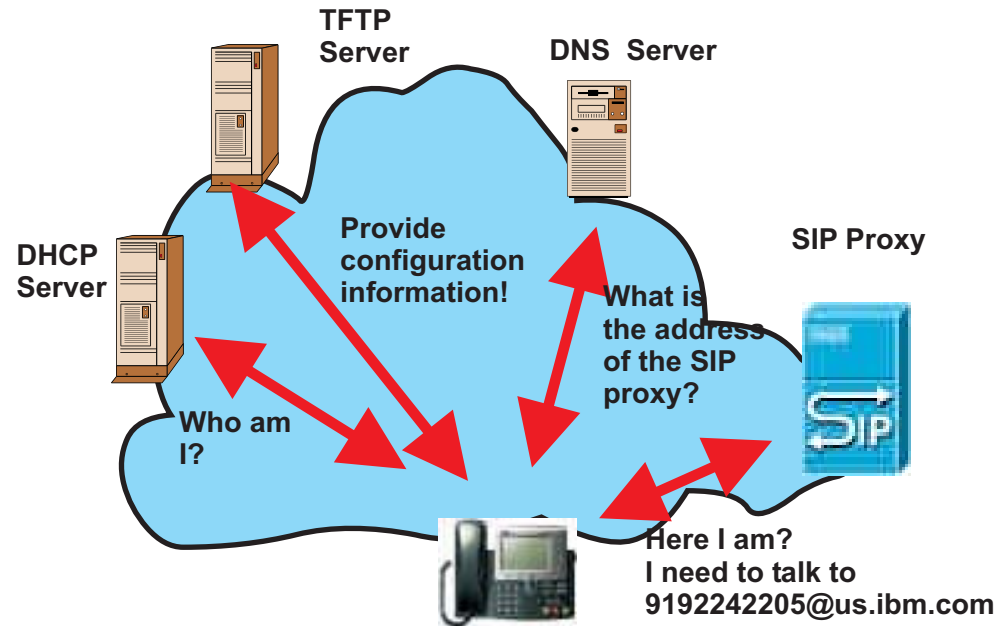 TFTP
Server
DNS Server
DHCP
Server
Provide
configuration
information!
SIP Proxy
What is
the address
of the SIP
proxy?
SIP
Who am
I?
Here I am?
I need to talk to
9192242205@us.ibm.com